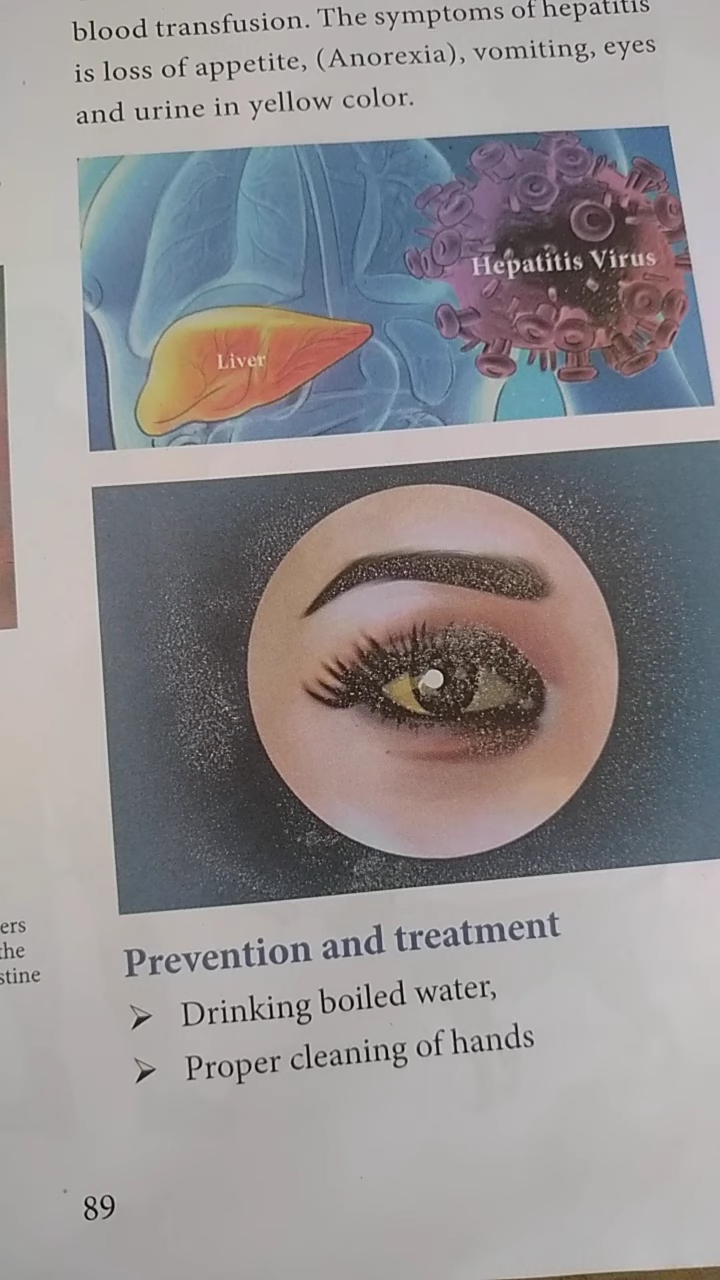 blood transfusion. The symptoms of hepatitis
is loss of appetite, (Anorexia), vomiting, eyes
and urine in yellow color.
Hepatitis Virus
Liver
ers
the
stine
Prevention and treatment
➤ Drinking boiled water,
➤ Proper cleaning of hands
89